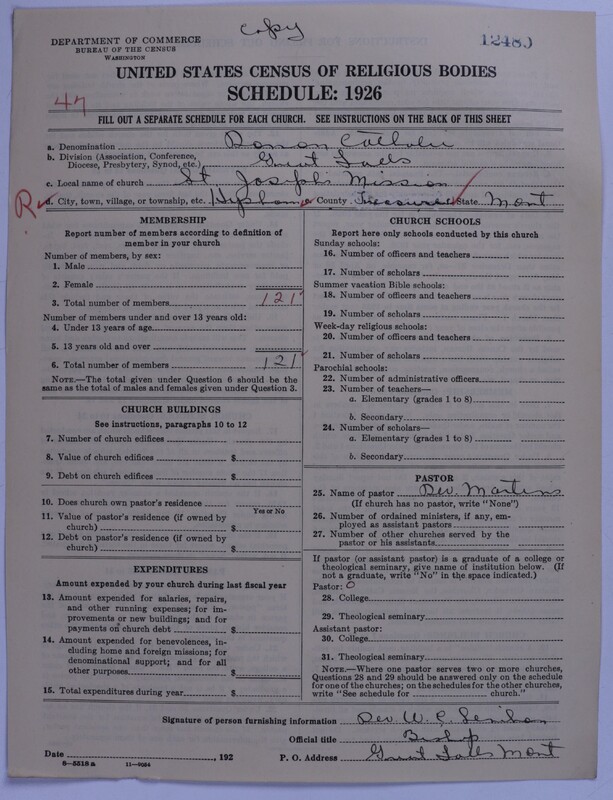 Copy
12480
DEPARTMENT OF COMMERCE
BUREAU OF THE CENSUS
WASHINGTON
UNITED STATES CENSUS OF RELIGIOUS BODIES
SCHEDULE: 1926
47
FILL OUT A SEPARATE SCHEDULE FOR EACH CHURCH. SEE INSTRUCTIONS ON THE BACK OF THIS SHEET
a. Denomination Roman Catholic
b. Division (Association, Conference, Diocese, Presbytery, Synod, etc.) Great Falls
c. Local name of church St Joseph's Mission
d. City, town, village, or township, etc. Hysham County Treasure State Mont
MEMBERSHIP
Report number of members according to definition of
member in your church
Number of members, by sex:
1. Male
2. Female
3. Total number of members 121
Number of members under and over 13 years old:
4. Under 13 years of age
5. 13 years old and over
6. Total number of members 121
NOTE.—The total given under Question 6 should be the
same as the total of males and females given under Question 3.
CHURCH BUILDINGS
See instructions, paragraphs 10 to 12
7. Number of church edifices
8. Value of church edifices $
9. Debt on church edifices $
10. Does church own pastor's residence
Yes or No
11. Value of pastor's residence (if owned by
church) $
12. Debt on pastor's residence (if owned by
church) $
EXPENDITURES
Amount expended by your church during last fiscal year
13. Amount expended for salaries, repairs,
and other running expenses; for im-
provements or new buildings; and for
payments on church debt $
14. Amount expended for benevolences, in-
cluding home and foreign missions; for
denominational support; and for all
other purposes $
15. Total expenditures during year $
CHURCH SCHOOLS
Report here only schools conducted by this church
Sunday schools:
16. Number of officers and teachers
17. Number of scholars
Summer vacation Bible schools:
18. Number of officers and teachers
19. Number of scholars
Week-day religious schools:
20. Number of officers and teachers
21. Number of scholars
Parochial schools:
22. Number of administrative officers
23. Number of teachers—
a. Elementary (grades 1 to 8)
b. Secondary
24. Number of scholars—
a. Elementary (grades 1 to 8)
b. Secondary
PASTOR
25. Name of pastor Rev. Martens
(If church has no pastor, write "None")
26. Number of ordained ministers, if any, em-
ployed as assistant pastors
27. Number of other churches served by the
pastor or his assistants
If pastor (or assistant pastor) is a graduate of a college or
theological seminary, give name of institution below. (If
not a graduate, write "No" in the space indicated.)
Pastor: O
28. College
29. Theological seminary
Assistant pastor:
30. College
31. Theological seminary
NOTE.—Where one pastor serves two or more churches,
Questions 28 and 29 should be answered only on the schedule
for one of the churches; on the schedules for the other churches,
write "See schedule for church."
Signature of person furnishing information Rev. W. C. Lenihan
Official title Bishop
Date , 192 P. O. Address Great Falls Mont
8—5518 a 11—9054